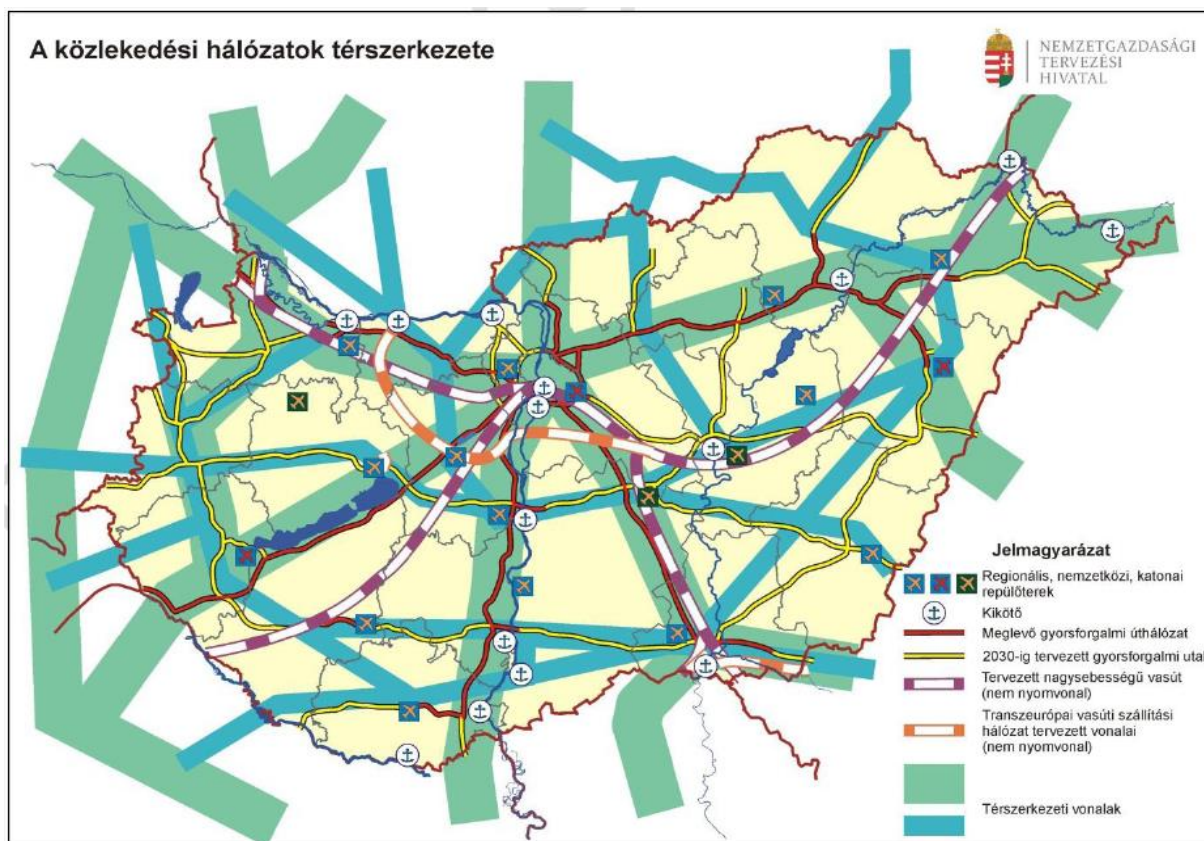 A közlekedési hálózatok térszerkezete
NEMZETGAZDASÁGI
TERVEZÉSI
HIVATAL
Jelmagyarázat
Regionális, nemzetközi, katonai
repülőterek
Kikötő
Meglevő gyorsforgalmi úthálózat
2030-ig tervezett gyorsforgalmi utal
Tervezett nagysebességű vasút
(nem nyomvonal)
Transzeurópai vasúti szállítási
hálózat tervezett vonalai
(nem nyomvonal)
Térszerkezeti vonalak